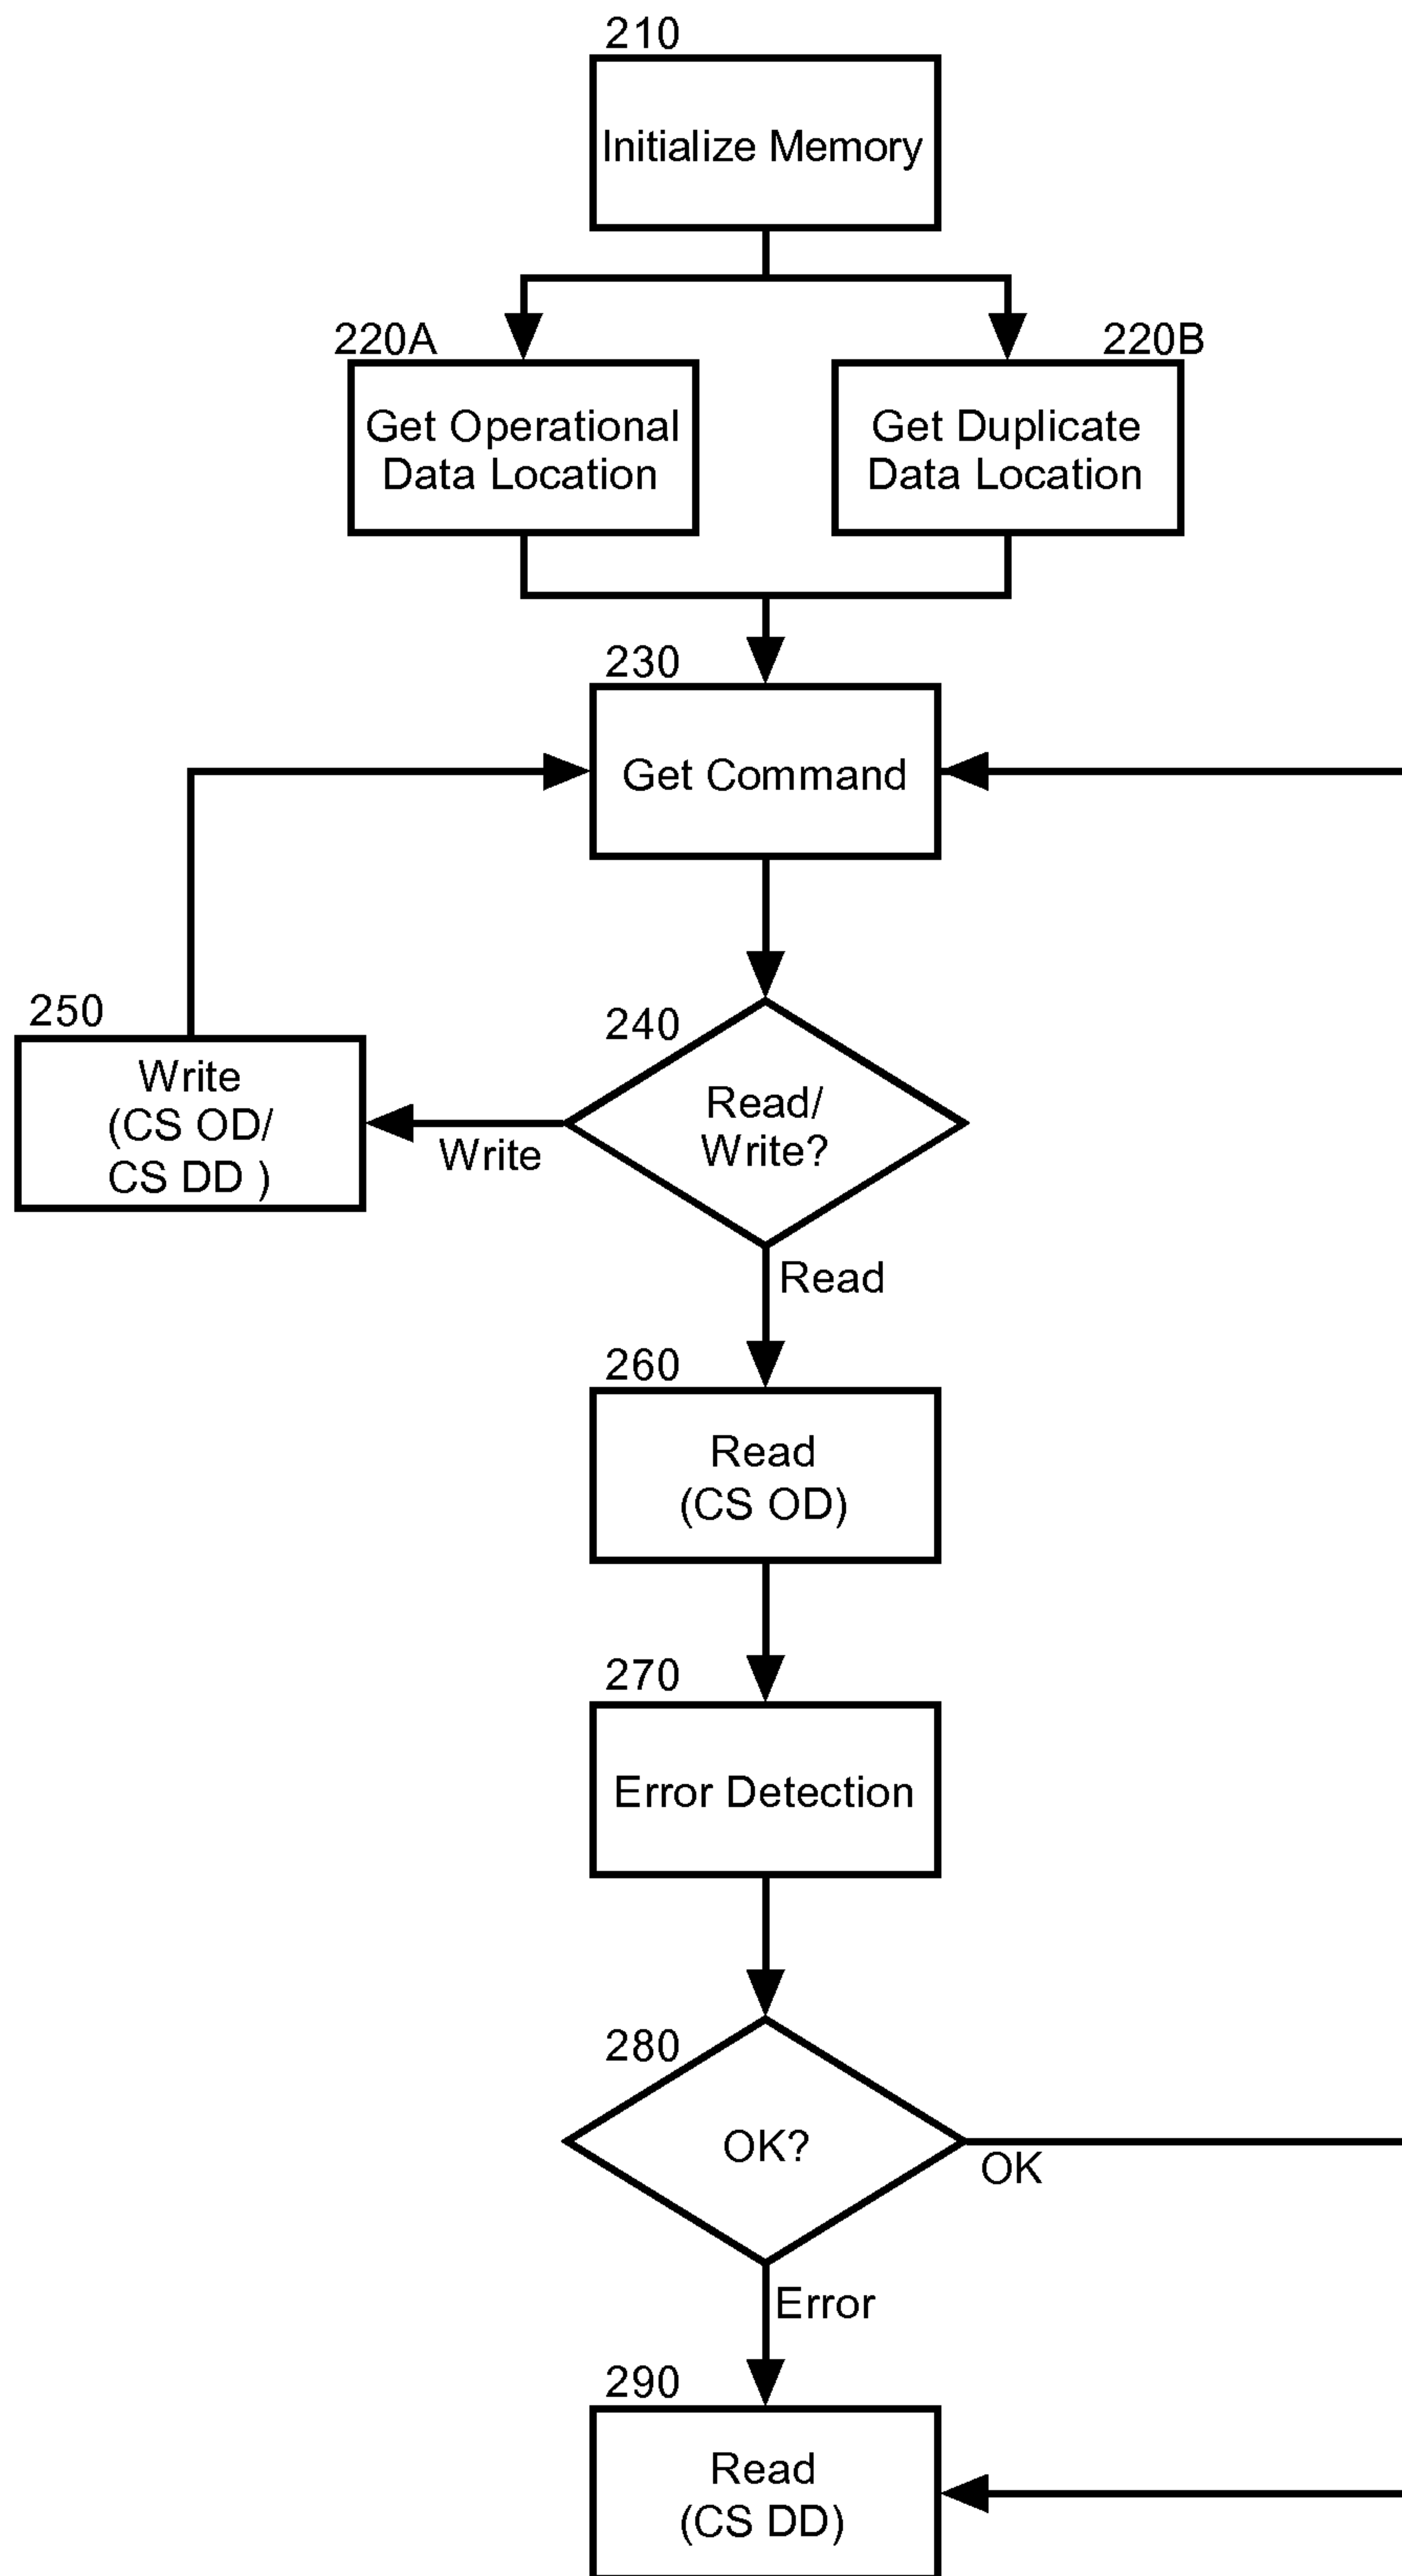 210
Initialize Memory
220A
220B
Get Operational
Data Location
Get Duplicate
Data Location
230
Get Command
250
Write
(CS OD/
CS DD )
240
Read/
Write?
Write
Read
260
Read
(CS OD)
270
Error Detection
280
OK?
OK
Error
290
Read
(CS DD)